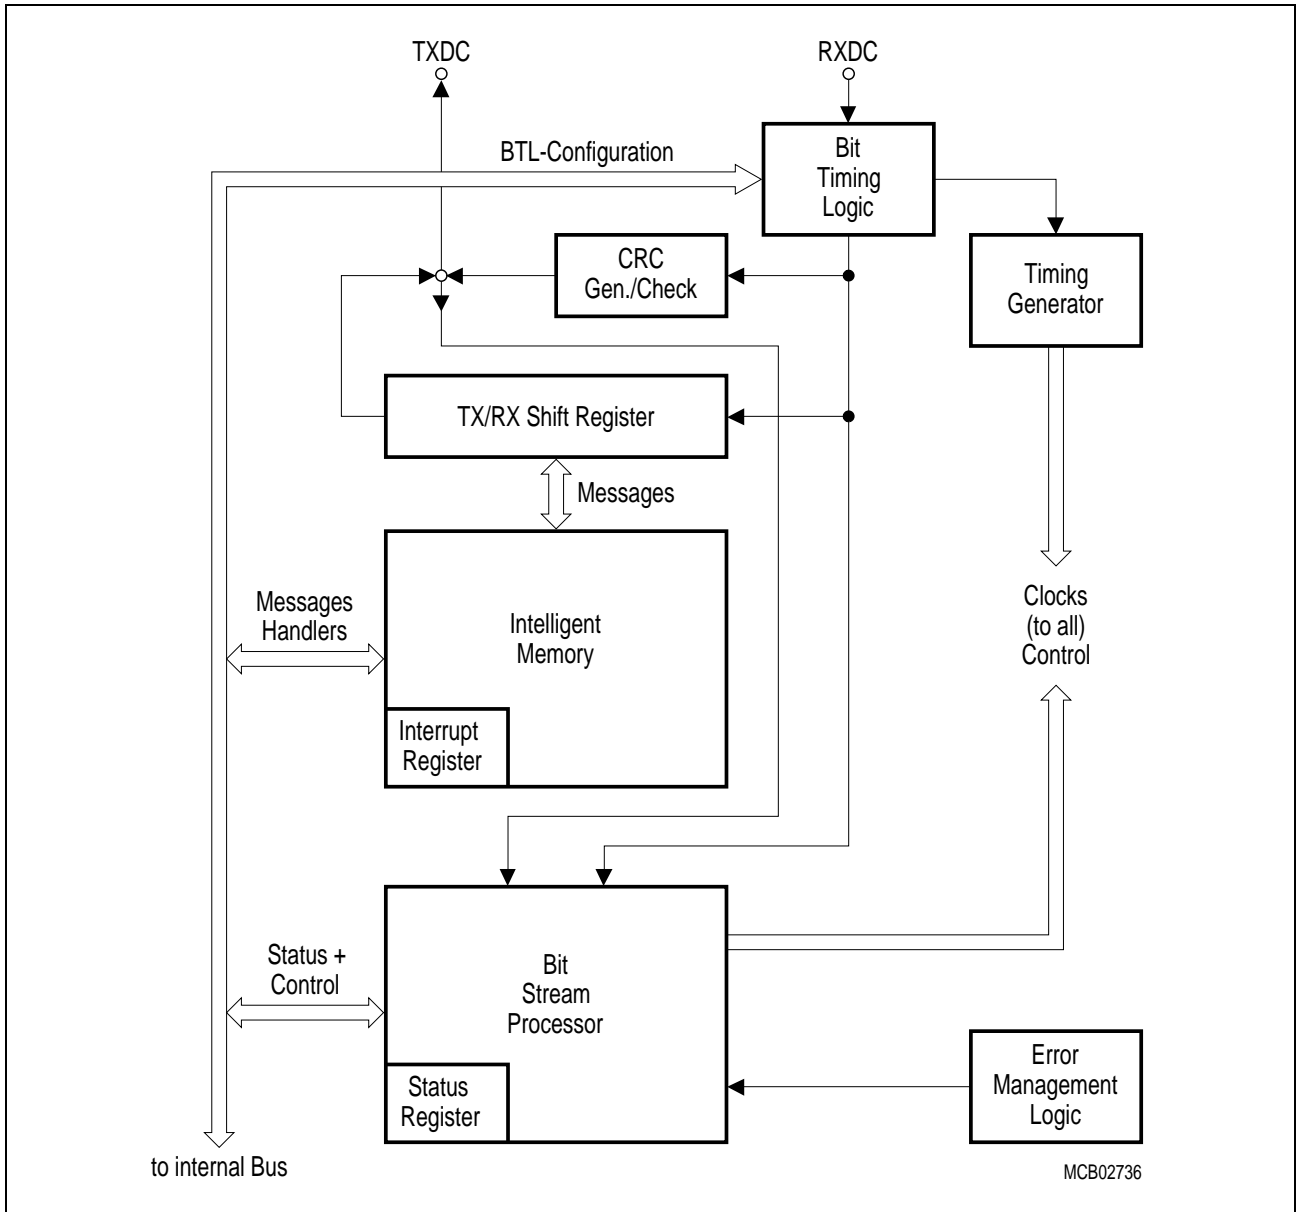 TXDC
RXDC
BTL-Configuration
Bit
Timing
Logic
CRC
Gen./Check
Timing
Generator
TX/RX Shift Register
Messages
Messages
Handlers
Intelligent
Memory
Clocks
(to all)
Control
Interrupt
Register
Status +
Control
Bit
Stream
Processor
Status
Register
Error
Management
Logic
to internal Bus
MCB02736